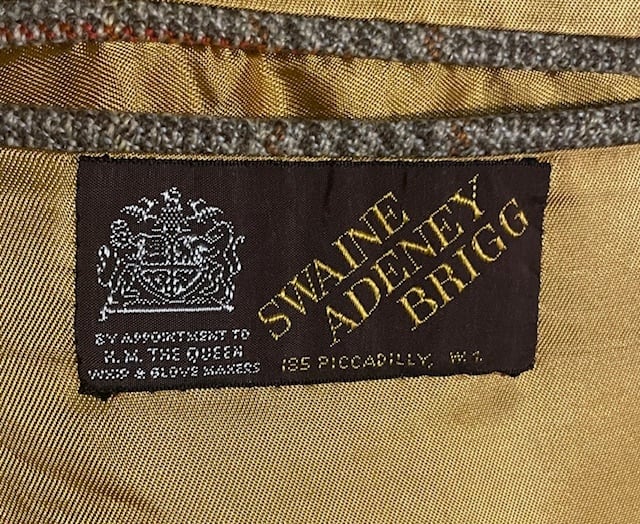 SWAINE
ADENEY
BRIGG
BY APPOINTMENT TO
H.M. THE QUEEN
WHIP & GLOVE MAKERS
185 PICCADILLY, W.1.